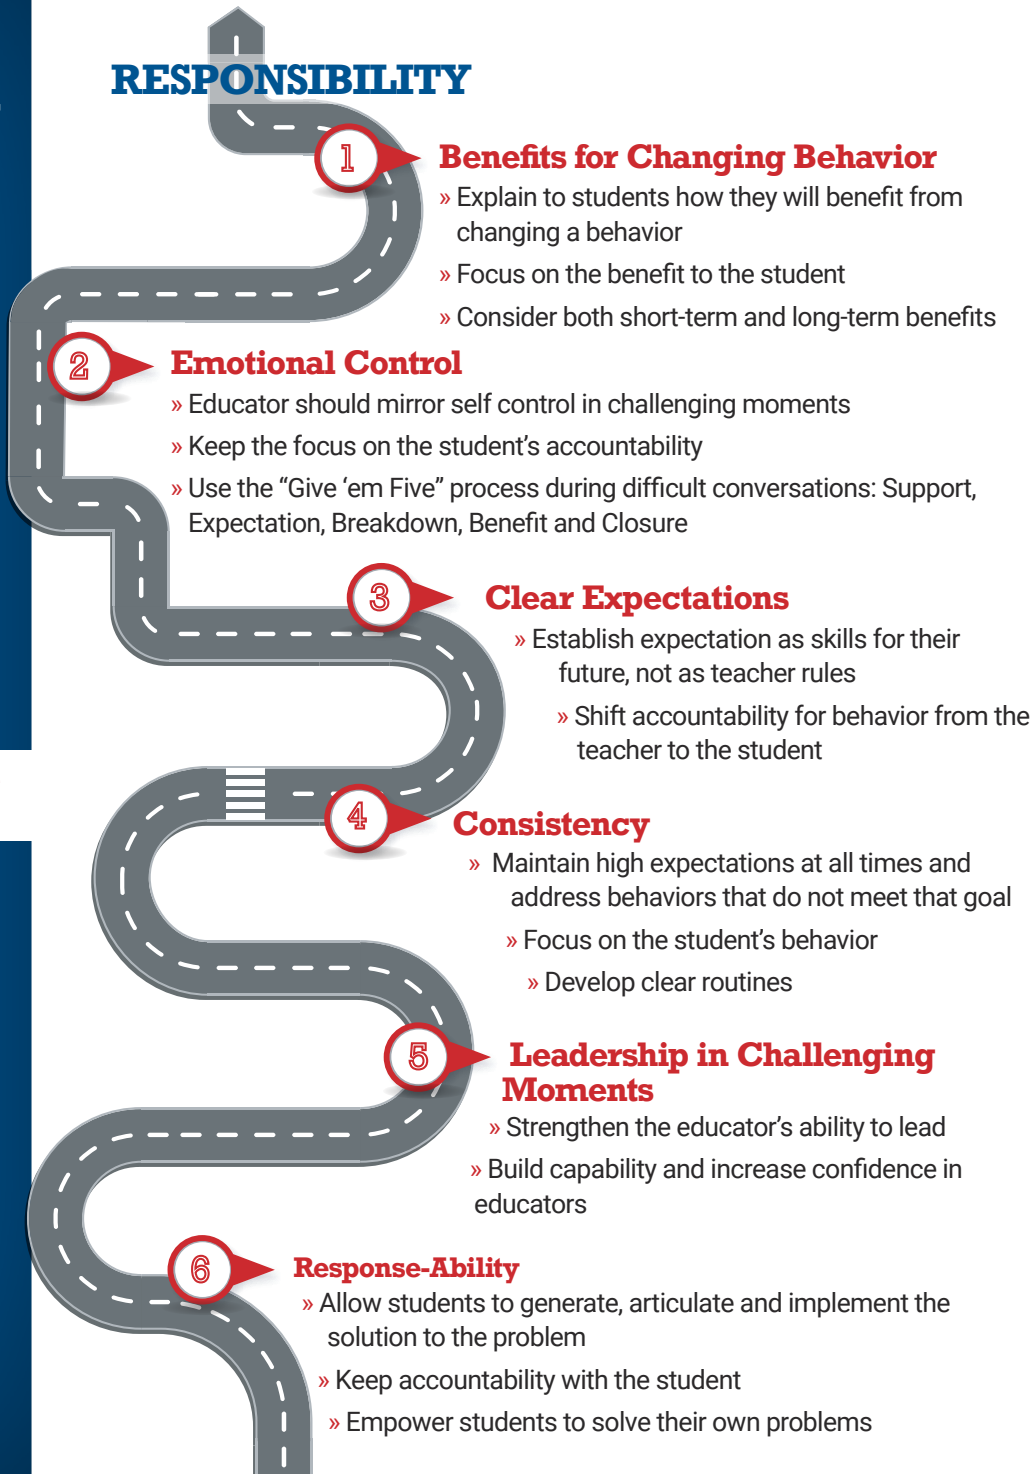 RESPONSIBILITY
1
Benefits for Changing Behavior
» Explain to students how they will benefit from
changing a behavior
» Focus on the benefit to the student
» Consider both short-term and long-term benefits
2
Emotional Control
» Educator should mirror self control in challenging moments
» Keep the focus on the student’s accountability
» Use the “Give ‘em Five” process during difficult conversations: Support,
Expectation, Breakdown, Benefit and Closure
3
Clear Expectations
» Establish expectation as skills for their
future, not as teacher rules
» Shift accountability for behavior from the
teacher to the student
4
Consistency
» Maintain high expectations at all times and
address behaviors that do not meet that goal
» Focus on the student’s behavior
» Develop clear routines
5
Leadership in Challenging
Moments
» Strengthen the educator’s ability to lead
» Build capability and increase confidence in
educators
6
Response-Ability
» Allow students to generate, articulate and implement the
solution to the problem
» Keep accountability with the student
» Empower students to solve their own problems